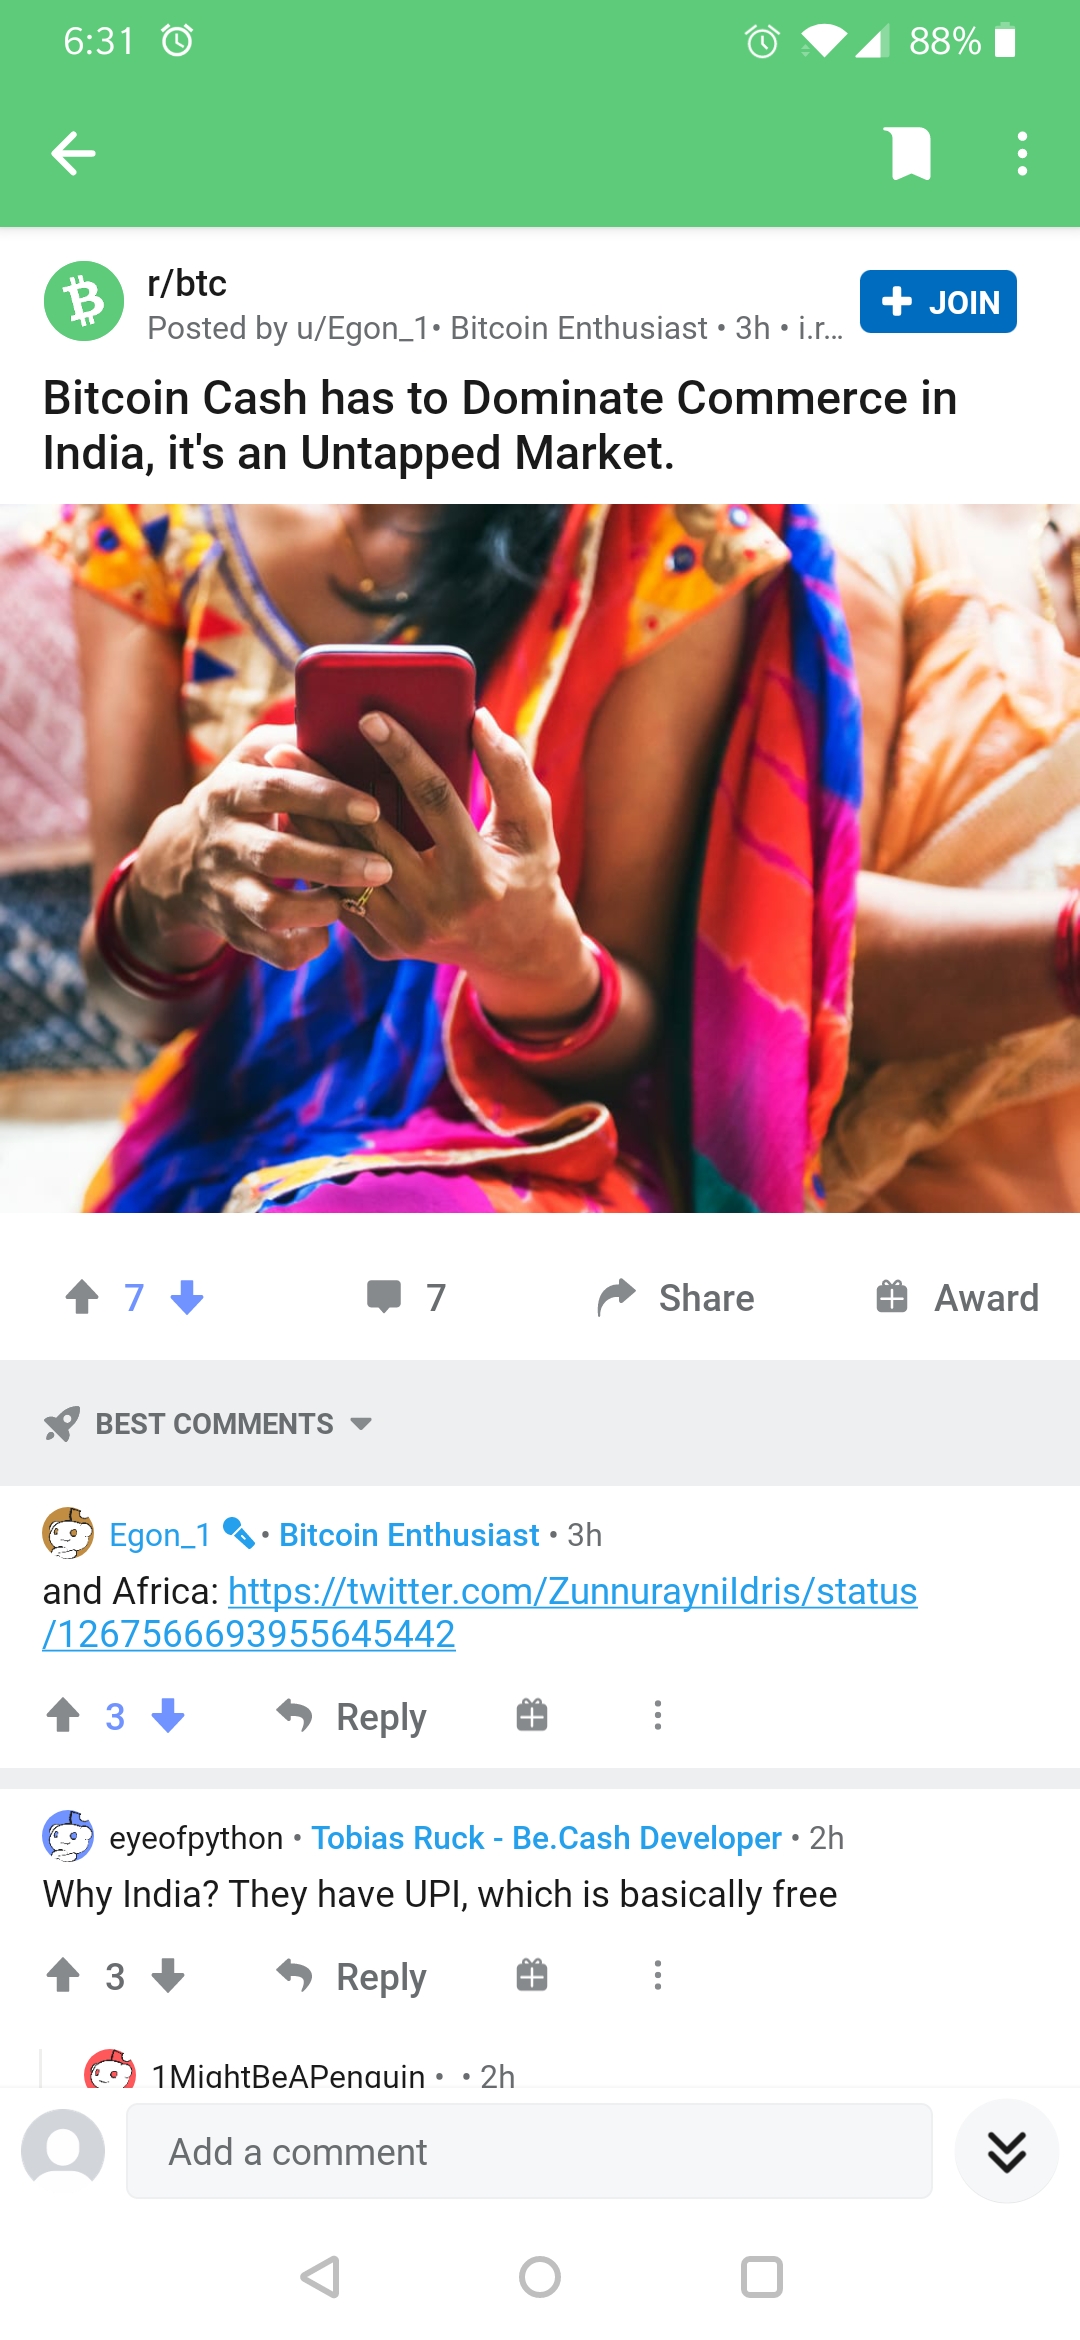 6:31
88%
r/btc
Posted by u/Egon_1• Bitcoin Enthusiast • 3h • i.r...
+ JOIN
Bitcoin Cash has to Dominate Commerce in
India, it's an Untapped Market.
7
7
Share
Award
BEST COMMENTS
Egon_1 • Bitcoin Enthusiast • 3h
and Africa: https://twitter.com/ZunnurayniIdris/status
/1267566693955645442
3
Reply
eyeofpython • Tobias Ruck - Be.Cash Developer • 2h
Why India? They have UPI, which is basically free
3
Reply
1MightBeAPenguin • • 2h
Add a comment